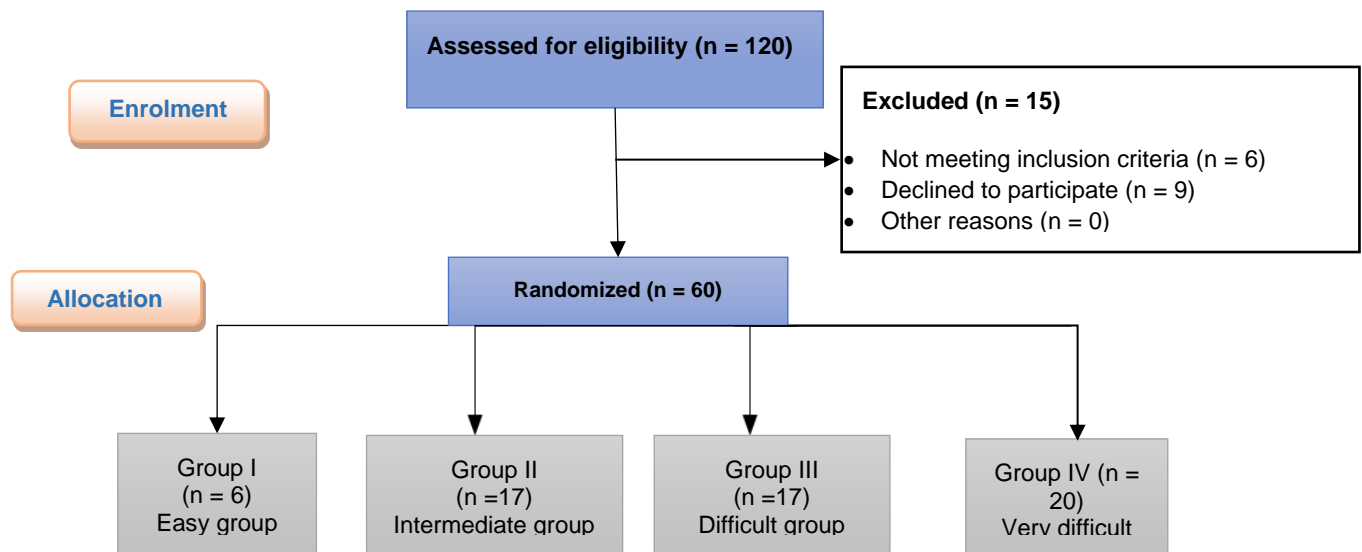 Assessed for eligibility (n = 120)
Enrolment
Excluded (n = 15)
• Not meeting inclusion criteria (n = 6)
• Declined to participate (n = 9)
• Other reasons (n = 0)
Randomized (n = 60)
Allocation
Group I
(n = 6)
Easy group
Group II
(n =17)
Intermediate group
Group III
(n =17)
Difficult group
Group IV (n =
20)
Very difficult